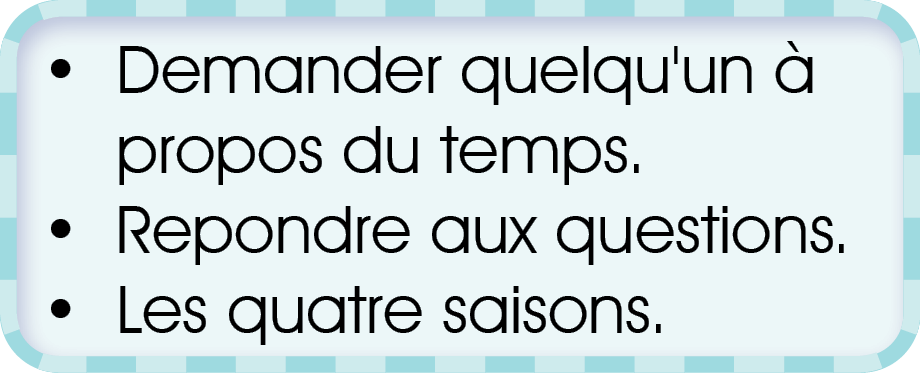 • Demander quelqu'un à
propos du temps.
• Repondre aux questions.
• Les quatre saisons.